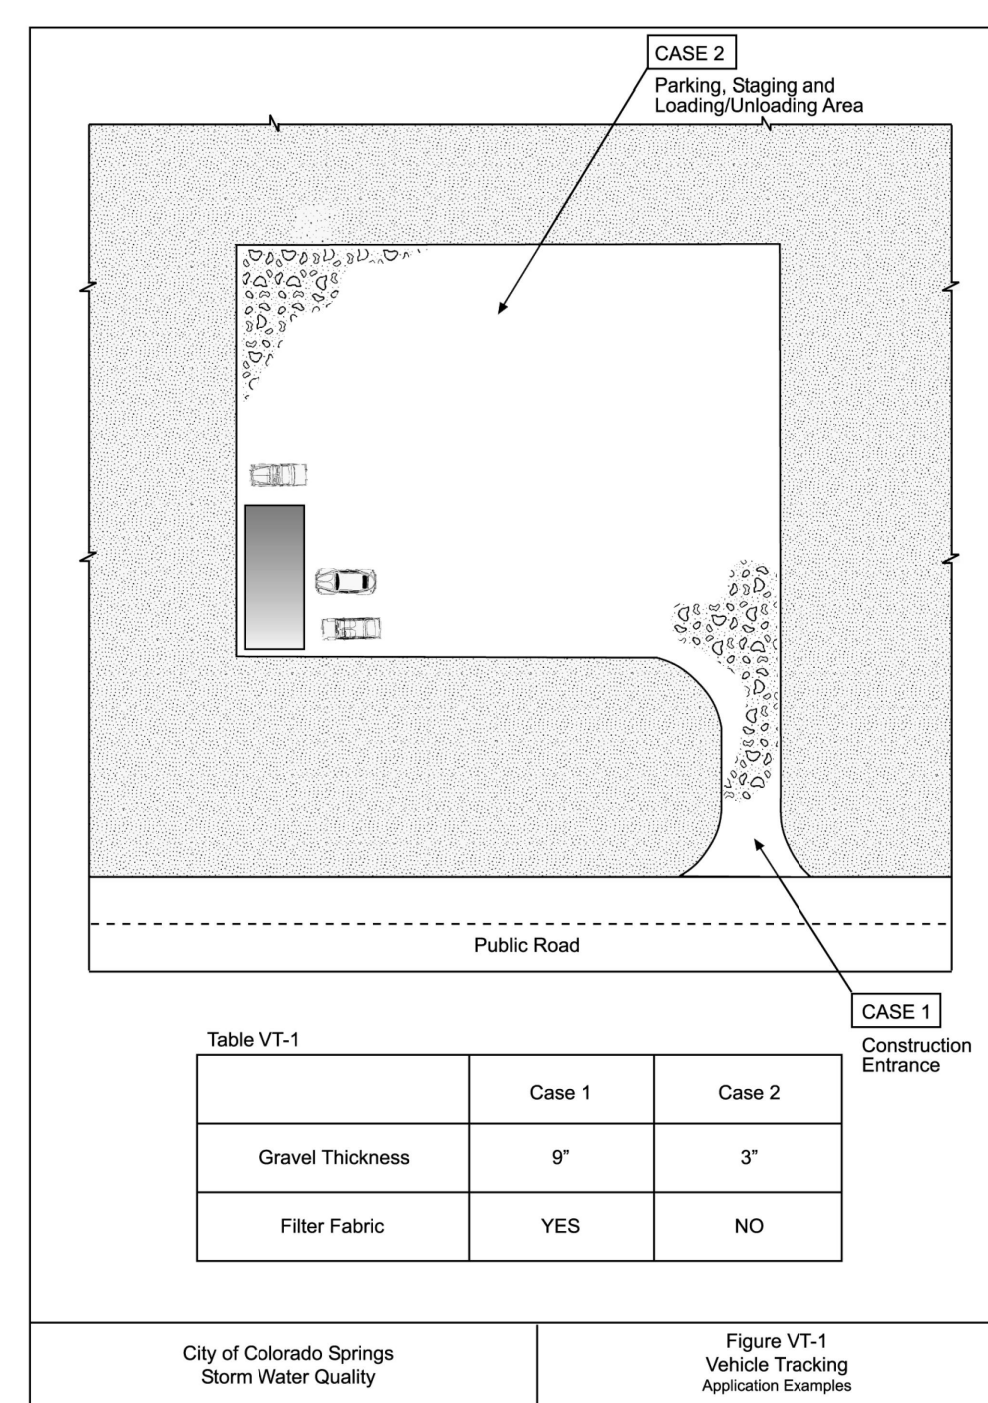 CASE 2
Parking, Staging and
Loading/Unloading Area
Public Road
CASE 1
Construction
Entrance
Table VT-1
Case 1 Case 2
Gravel Thickness 9” 3”
Filter Fabric YES NO
City of Colorado Springs
Storm Water Quality
Figure VT-1
Vehicle Tracking
Application Examples